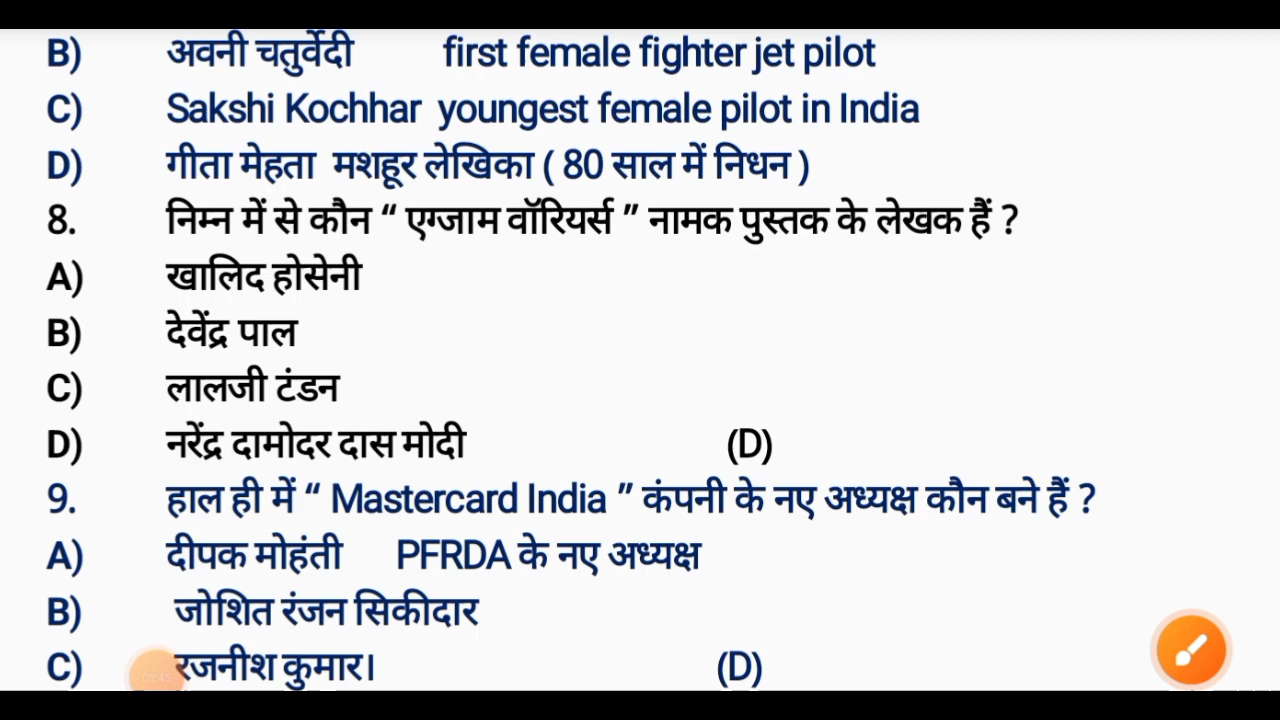 B) अवनी चतुर्वेदी first female fighter jet pilot
C) Sakshi Kochhar youngest female pilot in India
D) गीता मेहता मशहूर लेखिका ( 80 साल में निधन )
8. निम्न में से कौन “ एग्जाम वॉरियर्स ” नामक पुस्तक के लेखक हैं ?
A) खालिद होसेनी
B) देवेंद्र पाल
C) लालजी टंडन
D) नरेंद्र दामोदर दास मोदी (D)
9. हाल ही में “ Mastercard India ” कंपनी के नए अध्यक्ष कौन बने हैं ?
A) दीपक मोहंती PFRDA के नए अध्यक्ष
B) जोशित रंजन सिकीदार
C) रजनीश कुमार। (D)
08:45